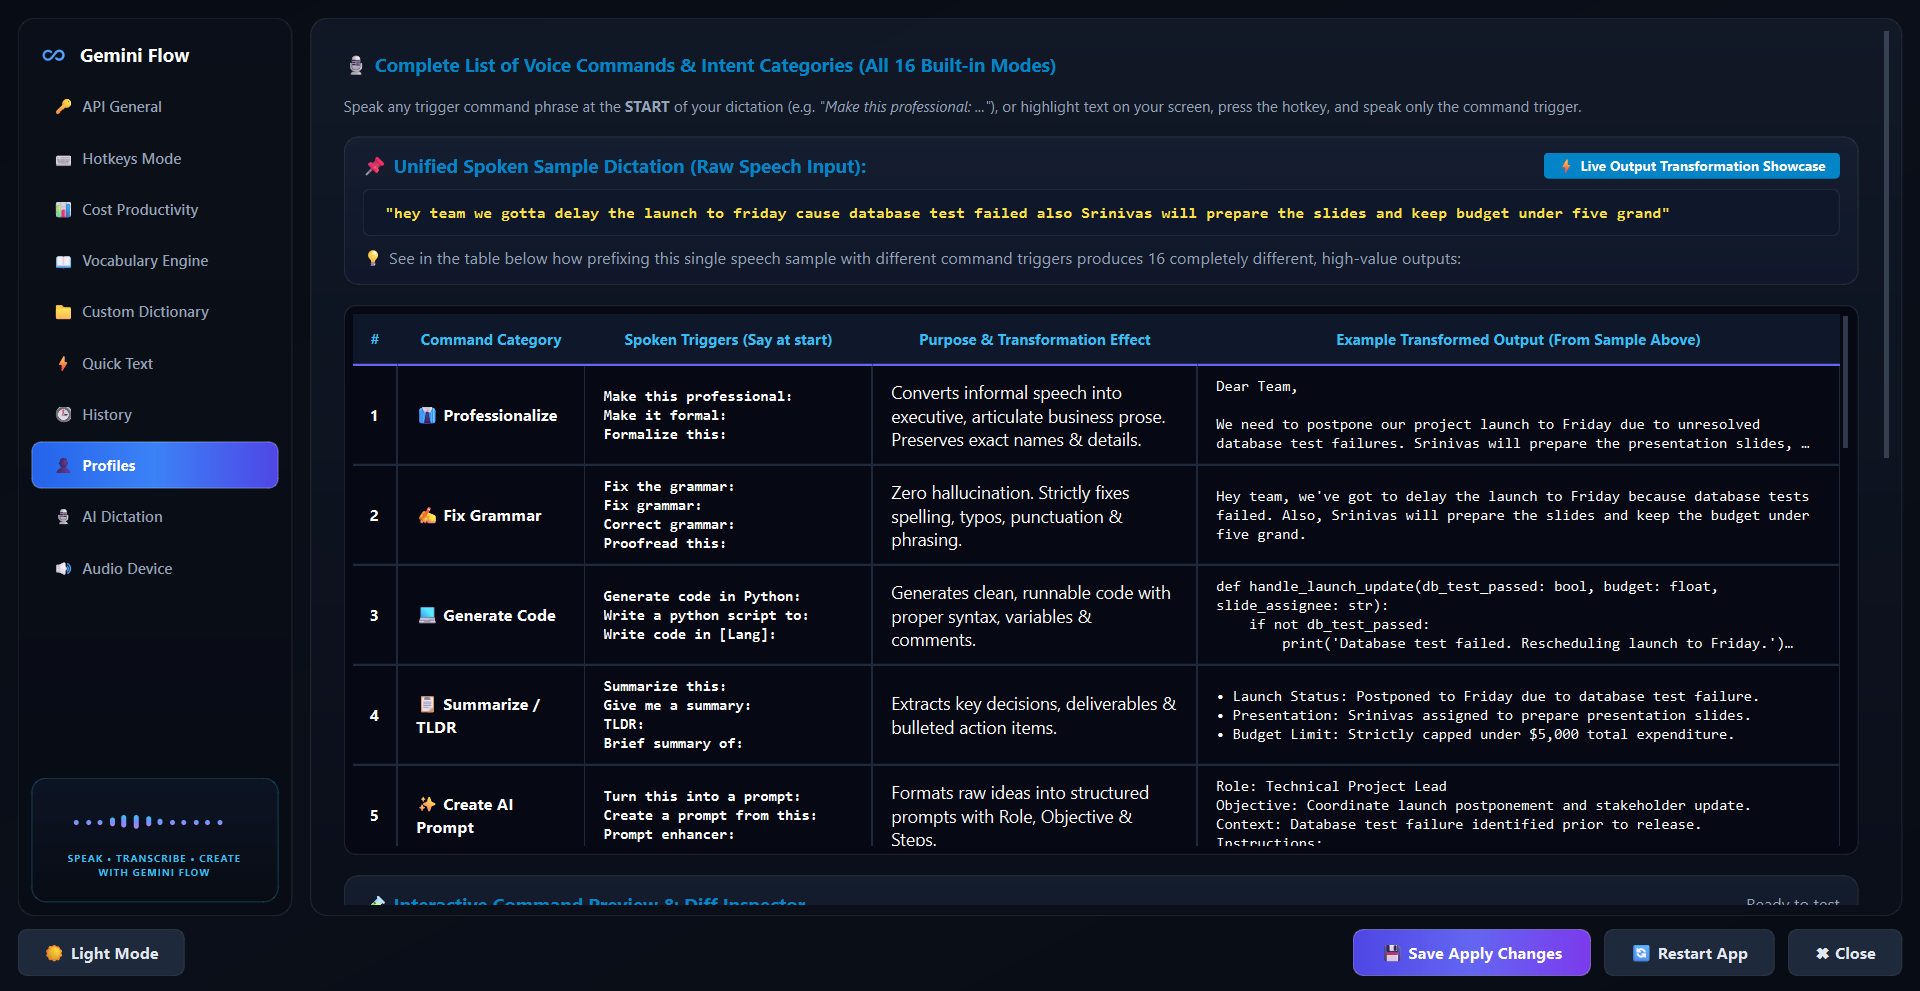 Gemini Flow
API General
Hotkeys Mode
Cost Productivity
Vocabulary Engine
Custom Dictionary
Quick Text
History
Profiles
AI Dictation
Audio Device
SPEAK • TRANSCRIBE • CREATE
WITH GEMINI FLOW
Complete List of Voice Commands & Intent Categories (All 16 Built-in Modes)
Speak any trigger command phrase at the START of your dictation (e.g. "Make this professional: ..."), or highlight text on your screen, press the hotkey, and speak only the command trigger.
Unified Spoken Sample Dictation (Raw Speech Input):
Live Output Transformation Showcase
"hey team we gotta delay the launch to friday cause database test failed also Srinivas will prepare the slides and keep budget under five grand"
See in the table below how prefixing this single speech sample with different command triggers produces 16 completely different, high-value outputs:
# Command Category Spoken Triggers (Say at start) Purpose & Transformation Effect Example Transformed Output (From Sample Above)
1
Professionalize
Make this professional:
Make it formal:
Formalize this:
Converts informal speech into
executive, articulate business prose.
Preserves exact names & details.
Dear Team,
We need to postpone our project launch to Friday due to unresolved
database test failures. Srinivas will prepare the presentation slides, …
2
Fix Grammar
Fix the grammar:
Fix grammar:
Correct grammar:
Proofread this:
Zero hallucination. Strictly fixes
spelling, typos, punctuation &
phrasing.
Hey team, we've got to delay the launch to Friday because database tests
failed. Also, Srinivas will prepare the slides and keep the budget under
five grand.
3
Generate Code
Generate code in Python:
Write a python script to:
Write code in [Lang]:
Generates clean, runnable code with
proper syntax, variables &
comments.
def handle_launch_update(db_test_passed: bool, budget: float,
slide_assignee: str):
if not db_test_passed:
print('Database test failed. Rescheduling launch to Friday.')…
4
Summarize /
TLDR
Summarize this:
Give me a summary:
TLDR:
Brief summary of:
Extracts key decisions, deliverables &
bulleted action items.
• Launch Status: Postponed to Friday due to database test failure.
• Presentation: Srinivas assigned to prepare presentation slides.
• Budget Limit: Strictly capped under $5,000 total expenditure.
5
Create AI
Prompt
Turn this into a prompt:
Create a prompt from this:
Prompt enhancer:
Formats raw ideas into structured
prompts with Role, Objective &
Steps.
Role: Technical Project Lead
Objective: Coordinate launch postponement and stakeholder update.
Context: Database test failure identified prior to release.
Instructions:
Interactive Command Preview & Diff Inspector
Ready to test
Light Mode
Save Apply Changes
Restart App
✖ Close